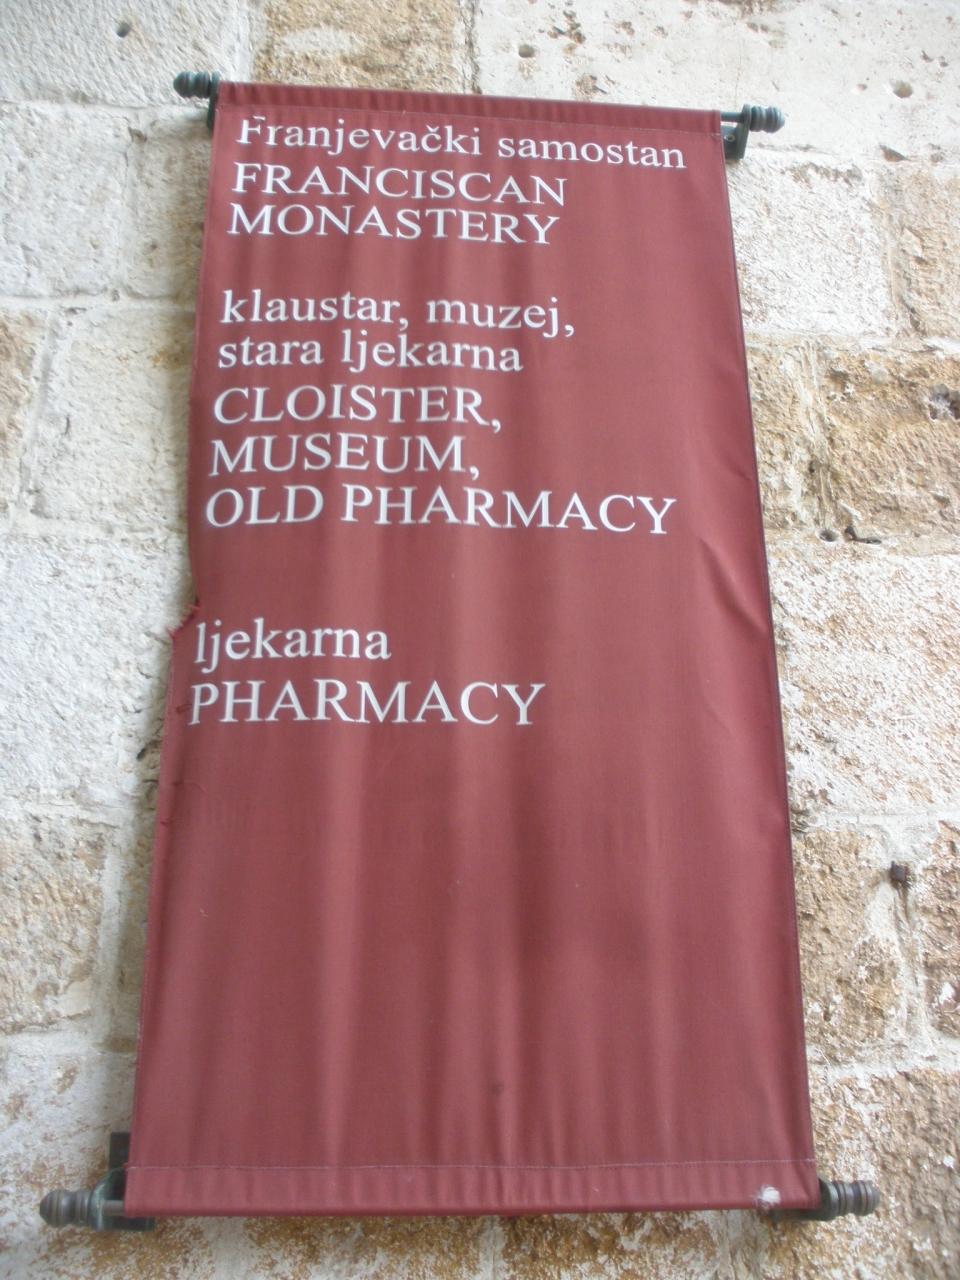 Franjevački samostan
FRANCISCAN
MONASTERY
klaustar, muzej,
stara ljekarna
CLOISTER,
MUSEUM,
OLD PHARMACY
ljekarna
PHARMACY